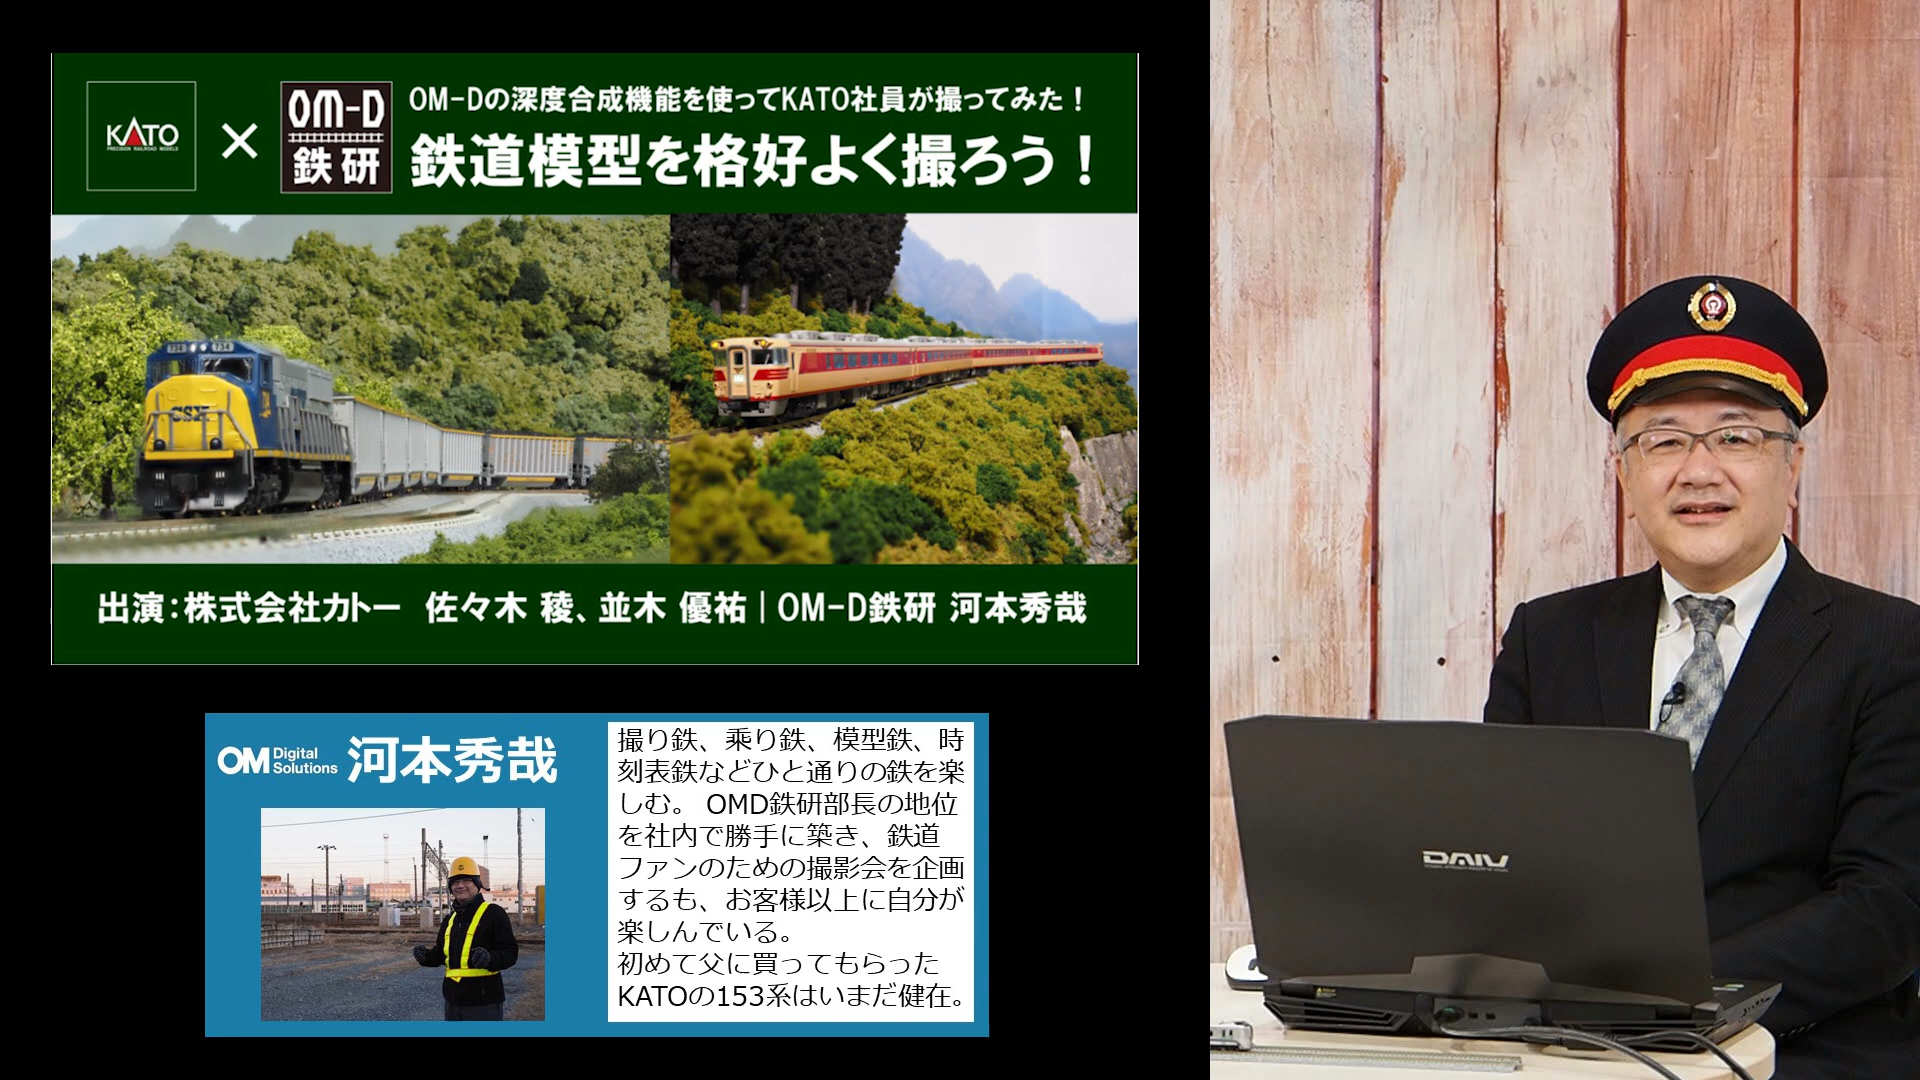 KATO
PRECISION RAILROAD MODELS
×
OM-D
鉄研
OM-Dの深度合成機能を使ってKATO社員が撮ってみた！
鉄道模型を格好よく撮ろう！
734 734
CSX
出演：株式会社カトー 佐々木 稜、並木 優祐｜OM-D鉄研 河本秀哉
OM Digital Solutions 河本秀哉
撮り鉄、乗り鉄、模型鉄、時
刻表鉄などひと通りの鉄を楽
しむ。 OMD鉄研部長の地位
を社内で勝手に築き、鉄道
ファンのための撮影会を企画
するも、お客様以上に自分が
楽しんでいる。
初めて父に買ってもらった
KATOの153系はいまだ健在。
DAIV